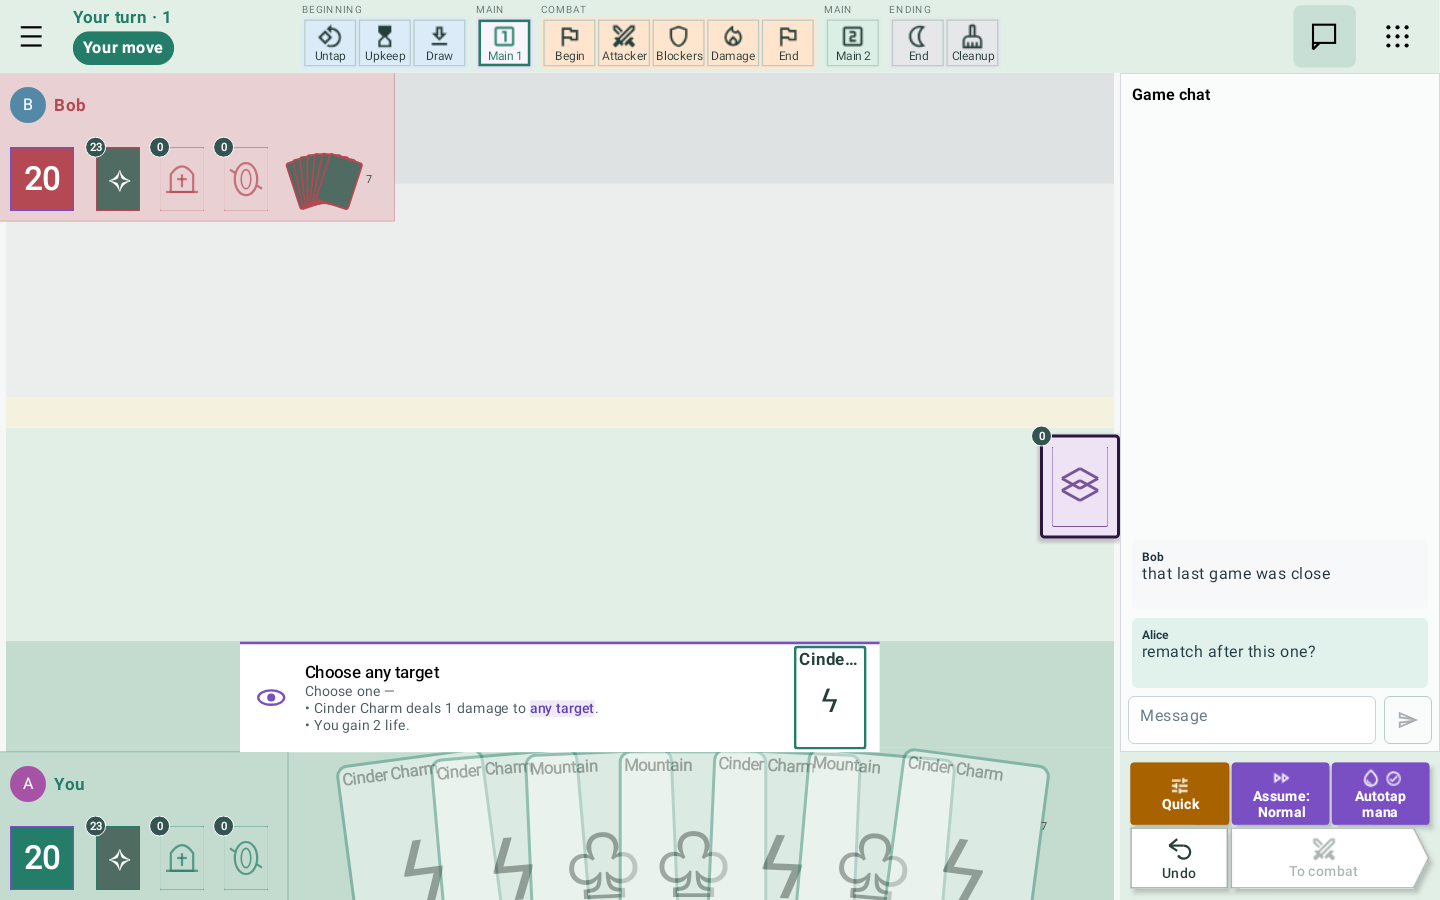 Your turn · 1
Your move
BEGINNING
Untap
Upkeep
Draw
MAIN
1
Main 1
COMBAT
Begin
Attacker
Blockers
Damage
End
MAIN
2
Main 2
ENDING
End
Cleanup
B
Bob
20
23
0
0
7
Game chat
0
Bob
that last game was close
Alice
rematch after this one?
Message
Choose any target
Choose one —
• Cinder Charm deals 1 damage to any target.
• You gain 2 life.
Cinde...
A
You
20
23
0
0
Cinder Charm
Cinder Charm
Mountain
Mountain
Cinder Charm
Mountain
Cinder Charm
7
Quick
Assume:
Normal
Autotap
mana
Undo
To combat